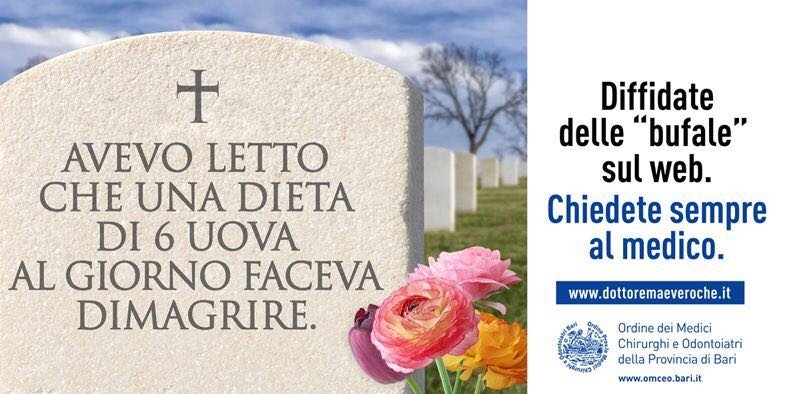 AVEVO LETTO
CHE UNA DIETA
DI 6 UOVA
AL GIORNO FACEVA
DIMAGRIRE.
Diffidate
delle “bufale”
sul web.
Chiedete sempre
al medico.
www.dottoremaeveroche.it
Ordine dei Medici
Chirurghi e Odontoiatri
della Provincia di Bari
www.omceo.bari.it